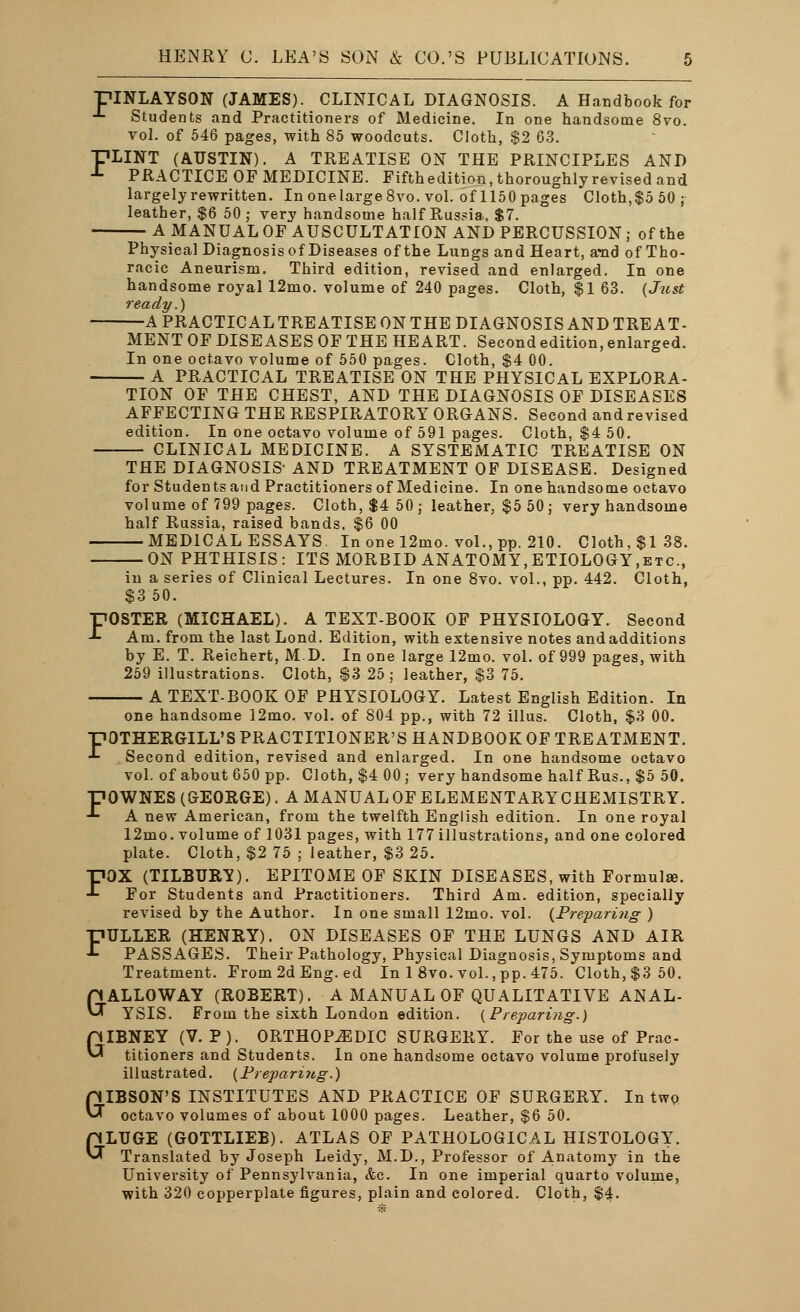 HENRY C. LEA'S SON & CO.'S PUBLICATIONS. 5
FINLAYSON (JAMES). CLINICAL DIAGNOSIS. A Handbook for
Students and Practitioners of Medicine. In one handsome 8vo.
vol. of 546 pages, with 85 woodcuts. Cloth, $2 63.
FLINT (AUSTIN). A TREATISE ON THE PRINCIPLES AND
PRACTICE OF MEDICINE. Fifth edition, thoroughly revised and
largely rewritten. In one large 8vo. vol. of 1150 pages Cloth, $5 50;
leather, $6 50; very handsome half Russia, $7.
—— A MANUAL OF AUSCULTATION AND PERCUSSION; of the
Physical Diagnosis of Diseases of the Lungs and Heart, and of Tho-
racic Aneurism. Third edition, revised and enlarged. In one
handsome royal 12mo. volume of 240 pages. Cloth, $1 63. (Just
ready.)
—— A PRACTICAL TREATISE ON THE DIAGNOSIS AND TREAT-
MENT OF DISEASES OF THE HEART. Second edition, enlarged.
In one octavo volume of 550 pages. Cloth, $4 00.
—— A PRACTICAL TREATISE ON THE PHYSICAL EXPLORA-
TION OF THE CHEST, AND THE DIAGNOSIS OF DISEASES
AFFECTING THE RESPIRATORY ORGANS. Second and revised
edition. In one octavo volume of 591 pages. Cloth, $4 50.
—— CLINICAL MEDICINE. A SYSTEMATIC TREATISE ON
THE DIAGNOSIS AND TREATMENT OF DISEASE. Designed
for Students and Practitioners of Medicine. In one handsome octavo
volume of 799 pages. Cloth, $4 50; leather, $5 50; very handsome
half Russia, raised bands, $6 00
—— MEDICAL ESSAYS. In one 12mo. vol., pp. 210. Cloth, $1 38.
—— ON PHTHISIS: ITS MORBID ANATOMY, ETIOLOGY, ETC.,
in a series of Clinical Lectures. In one 8vo. vol., pp. 442. Cloth,
$3 50.
FOSTER (MICHAEL). A TEXT-BOOK OF PHYSIOLOGY. Second
Am. from the last Lond. Edition, with extensive notes and additions
by E. T. Reichert, M.D. In one large 12mo. vol. of 999 pages, with
259 illustrations. Cloth, $3 25; leather, $3 75.
—— A TEXT-BOOK OF PHYSIOLOGY. Latest English Edition. In
one handsome 12mo. vol. of 804 pp., with 72 illus. Cloth, $3 00.
FOTHERGILL'S PRACTITIONER'S HANDBOOK OF TREATMENT.
Second edition, revised and enlarged. In one handsome octavo
vol. of about 650 pp. Cloth, $4 00; very handsome half Rus., $5 50.
FOWNES (GEORGE). A MANUAL OF ELEMENTARY CHEMISTRY.
A new American, from the twelfth English edition. In one royal
12mo. volume of 1031 pages, with 177 illustrations, and one colored
plate. Cloth, $2 75; leather, $3 25.
FOX (TILBURY). EPITOME OF SKIN DISEASES, with Formulæ.
For Students and Practitioners. Third Am. edition, specially
revised by the Author. In one small 12mo. vol. (Preparing )
FULLER (HENRY). ON DISEASES OF THE LUNGS AND AIR
PASSAGES. Their Pathology, Physical Diagnosis, Symptoms and
Treatment. From 2d Eng. ed In 1 8vo. vol., pp. 475. Cloth, $3 50.
GALLOWAY (ROBERT). A MANUAL OF QUALITATIVE ANAL-
YSIS. From the sixth London edition. (Preparing.)
GIBNEY (V. P ). ORTHOPÆDIC SURGERY. For the use of Prac-
titioners and Students. In one handsome octavo volume profusely
illustrated. (Preparing.)
GIBSON'S INSTITUTES AND PRACTICE OF SURGERY. In two
octavo volumes of about 1000 pages. Leather, $6 50.
GLUGE (GOTTLIEB). ATLAS OF PATHOLOGICAL HISTOLOGY.
Translated by Joseph Leidy, M.D., Professor of Anatomy in the
University of Pennsylvania, &c. In one imperial quarto volume,
with 320 copperplate figures, plain and colored. Cloth, $4.
*